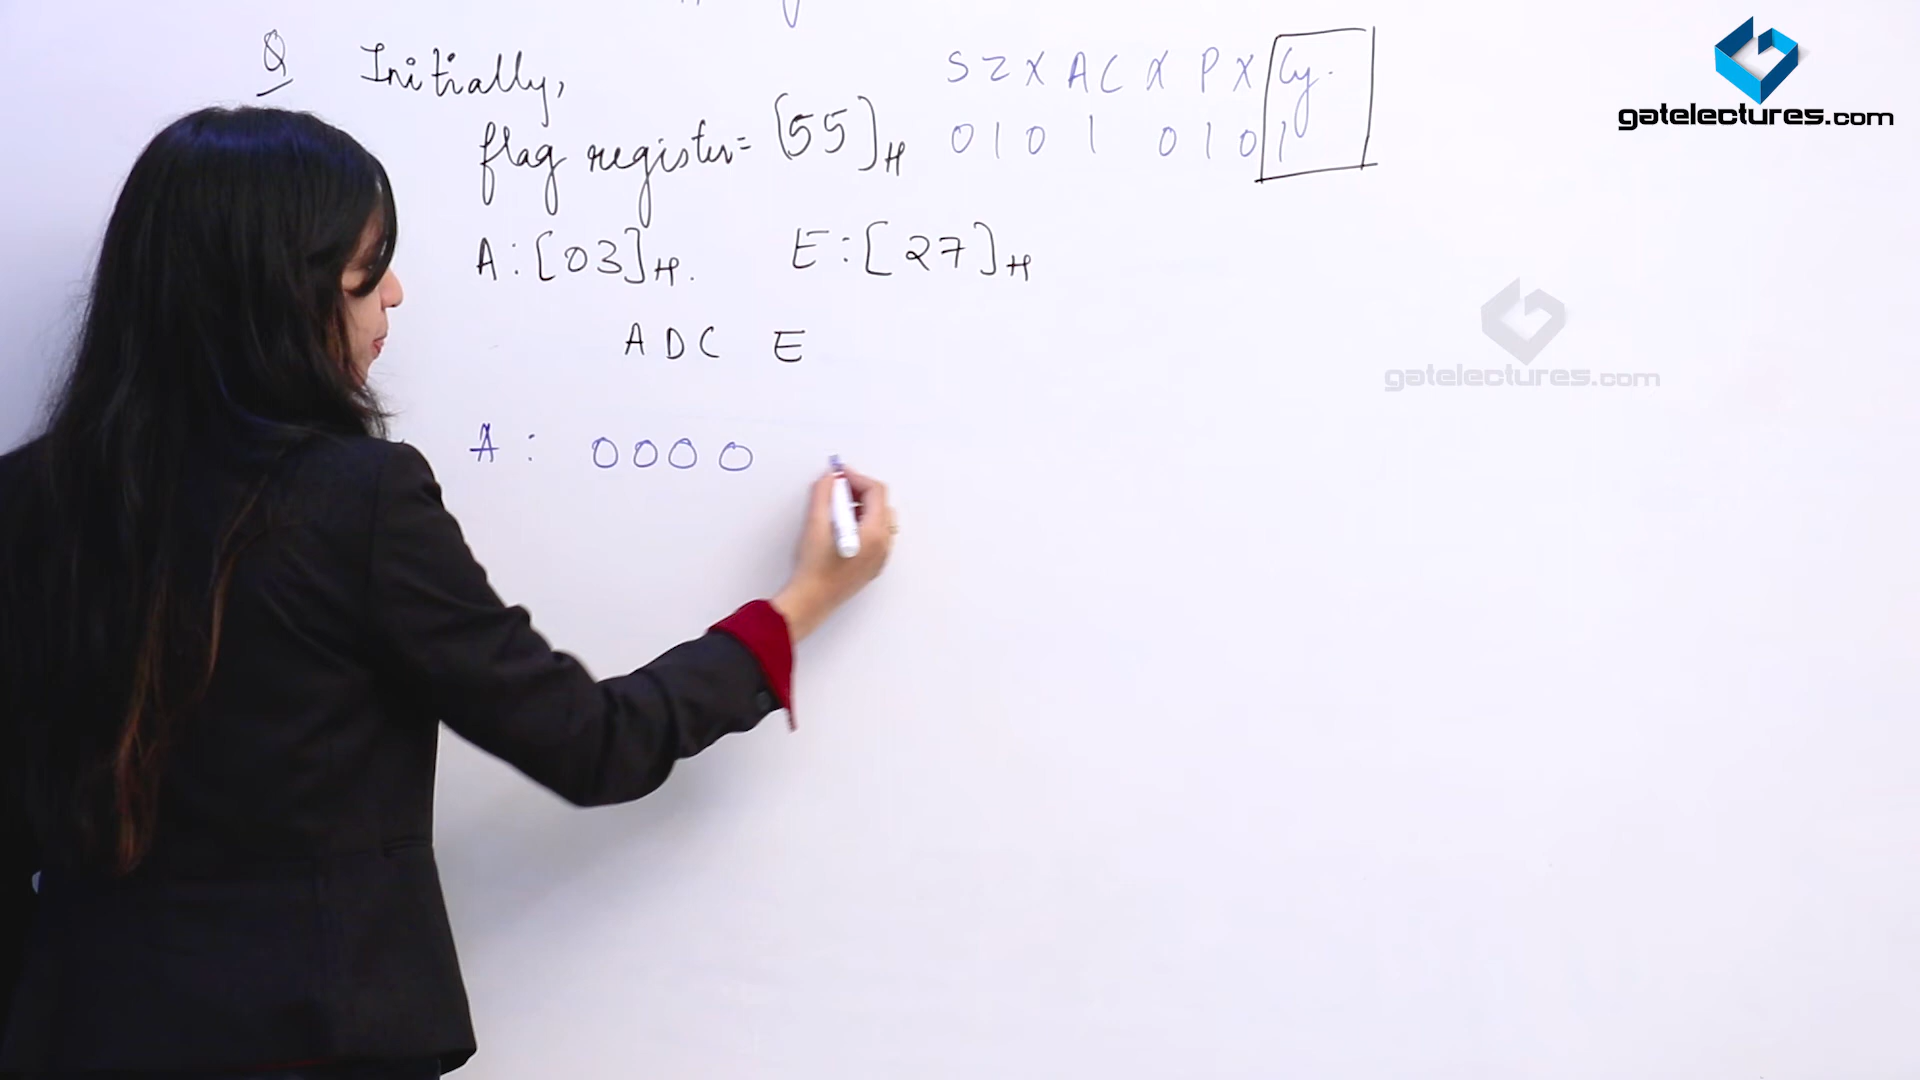 Q Initially,
S Z X AC X P X Cy.
flag register = [55]H 0 1 0 1 0 1 0 1
A : [03]H. E : [27]H
ADC E
A : 0000
gatelectures.com
gatelectures.com